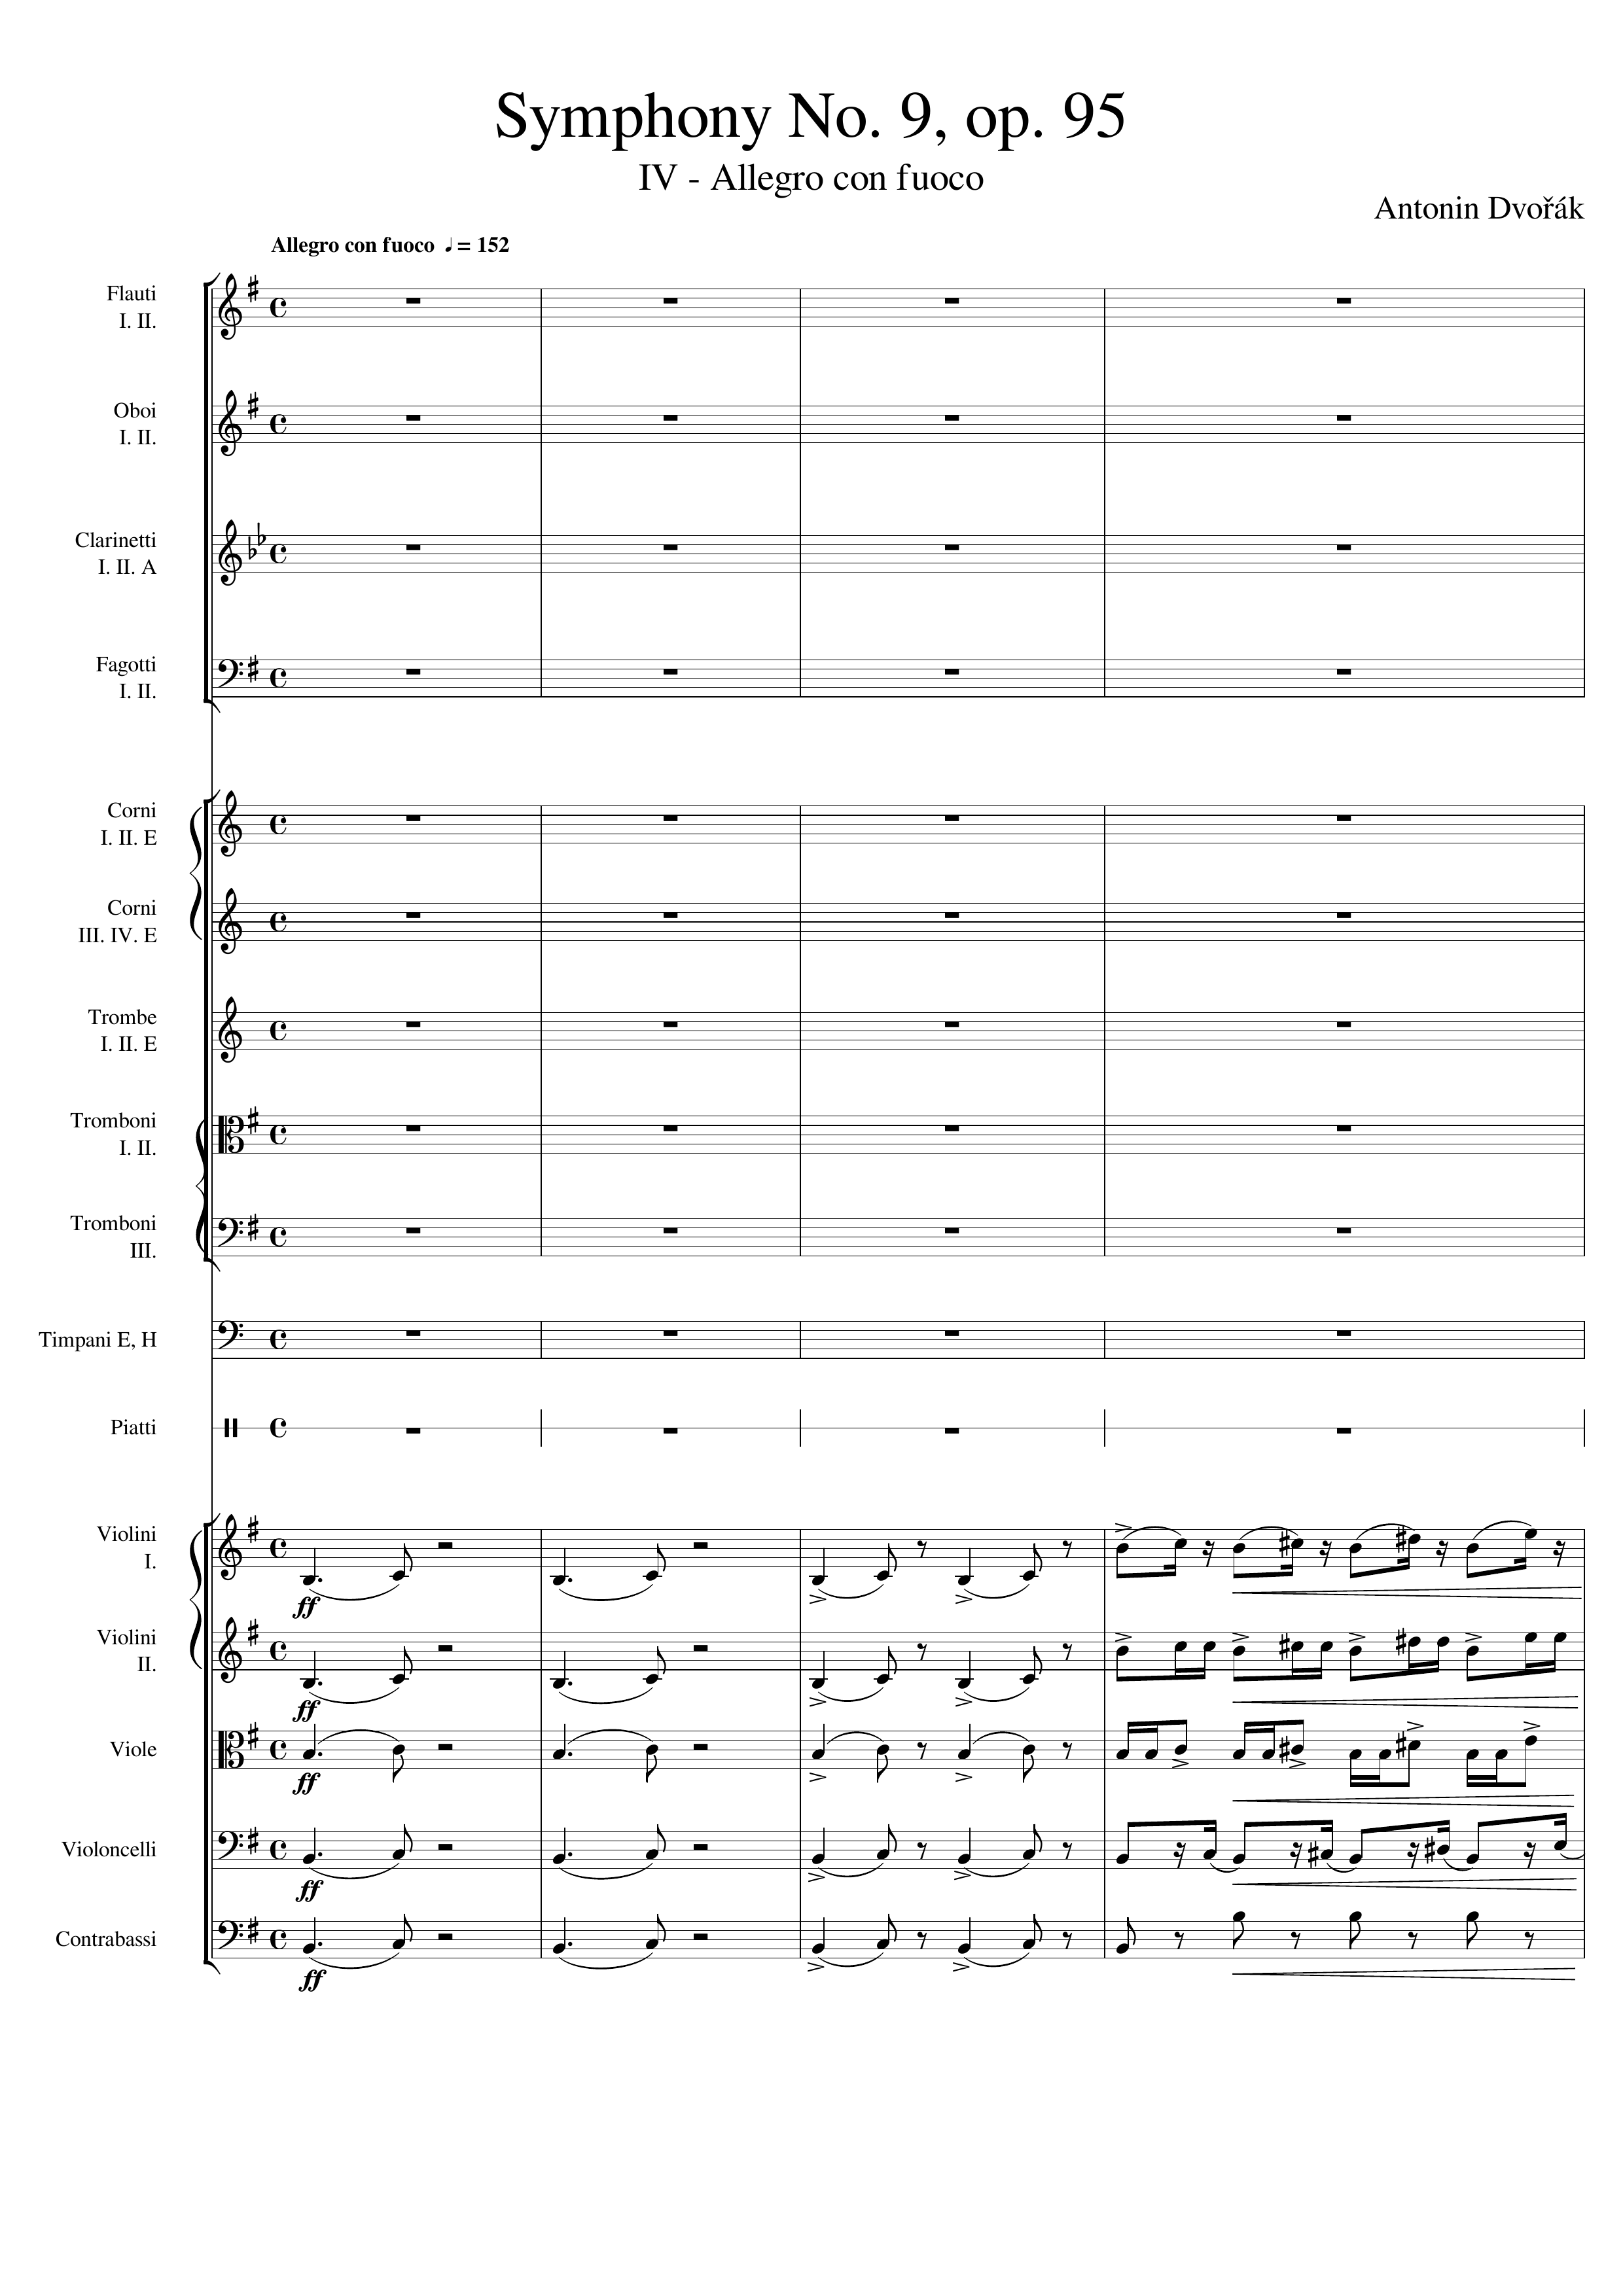 Symphony No. 9, op. 95
IV - Allegro con fuoco
Antonin Dvořák
Allegro con fuoco ♩ = 152
Flauti
I. II.
Oboi
I. II.
Clarinetti
I. II. A
Fagotti
I. II.
Corni
I. II. E
Corni
III. IV. E
Trombe
I. II. E
Tromboni
I. II.
Tromboni
III.
Timpani E, H
Piatti
Violini
I.
ff
Violini
II.
ff
Viole
ff
Violoncelli
ff
Contrabassi
ff